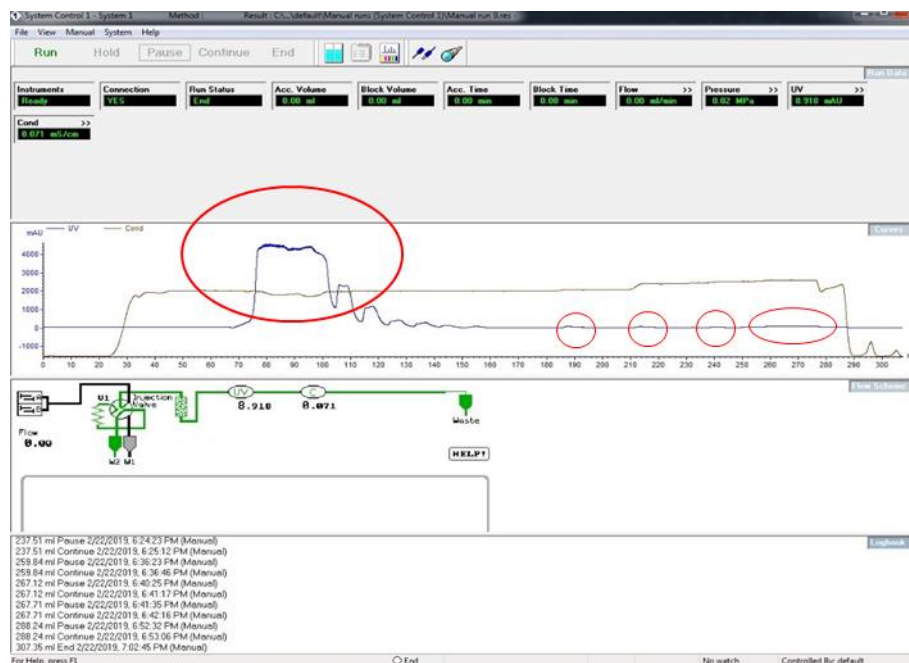 System Control 1 - System 1 Method : Result : C:\...\default\Manual runs (System Control 1)\Manual run 9.res -
File View Manual System Help
Run Hold Pause Continue End
Run Data
Instruments Connection Run Status Acc. Volume Block Volume Acc. Time Block Time Flow >> Pressure >> UV >>
Ready YES End 0.00 ml 0.00 ml 0.00 min 0.00 min 0.00 ml/min 0.02 MPa 8.918 mAU
Cond >>
0.071 mS/cm
Curves
mAU UV Cond
4000
3000
2000
1000
0
-1000
0 10 20 30 40 50 60 70 80 90 100 110 120 130 140 150 160 170 180 190 200 210 220 230 240 250 260 270 280 290 300
Flow Scheme
A
B
V1 Injection
Valve
UV C
8.918 0.071
Waste
Flow
0.00
W2 W1
HELP!
Logbook
237.51 ml Pause 2/22/2019, 6:24:23 PM (Manual)
237.51 ml Continue 2/22/2019, 6:25:12 PM (Manual)
259.84 ml Pause 2/22/2019, 6:36:23 PM (Manual)
259.84 ml Continue 2/22/2019, 6:36:46 PM (Manual)
267.12 ml Pause 2/22/2019, 6:40:25 PM (Manual)
267.12 ml Continue 2/22/2019, 6:41:17 PM (Manual)
267.71 ml Pause 2/22/2019, 6:41:35 PM (Manual)
267.71 ml Continue 2/22/2019, 6:42:16 PM (Manual)
288.24 ml Pause 2/22/2019, 6:52:32 PM (Manual)
288.24 ml Continue 2/22/2019, 6:53:06 PM (Manual)
307.35 ml End 2/22/2019, 7:02:45 PM (Manual)
For Help, press F1 End No watch Controlled By: default